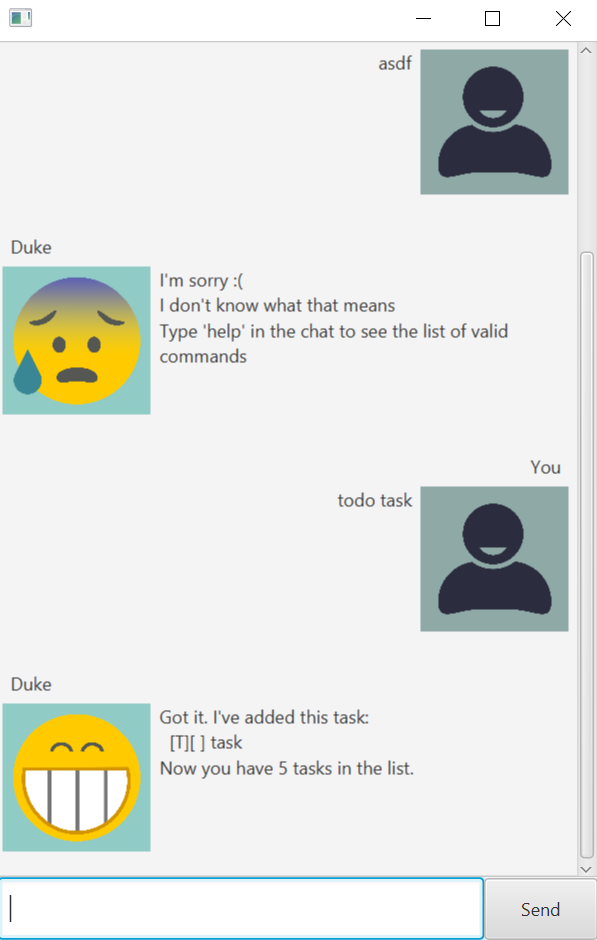 asdf
Duke
I'm sorry :(
I don't know what that means
Type 'help' in the chat to see the list of valid
commands
You
todo task
Duke
Got it. I've added this task:
[T][ ] task
Now you have 5 tasks in the list.
Send